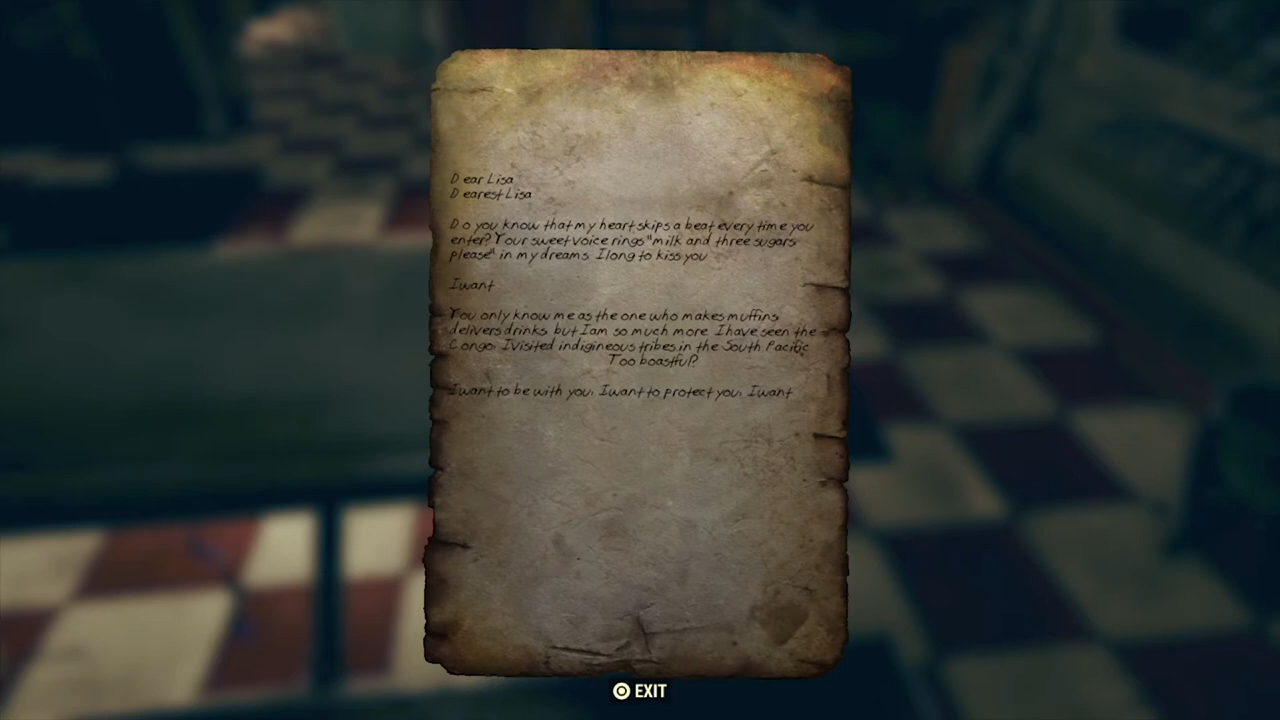 Dear Lisa
Dearest Lisa
Do you know that my heart skips a beat every time you
enter? Your sweet voice rings "milk and three sugars
please" in my dreams. I long to kiss you
I want
You only know me as the one who makes muffins
delivers drinks, but I am so much more. I have seen the
Congo. I visited indigineous tribes in the South Pacific.
Too boastful?
I want to be with you, I want to protect you, I want
EXIT